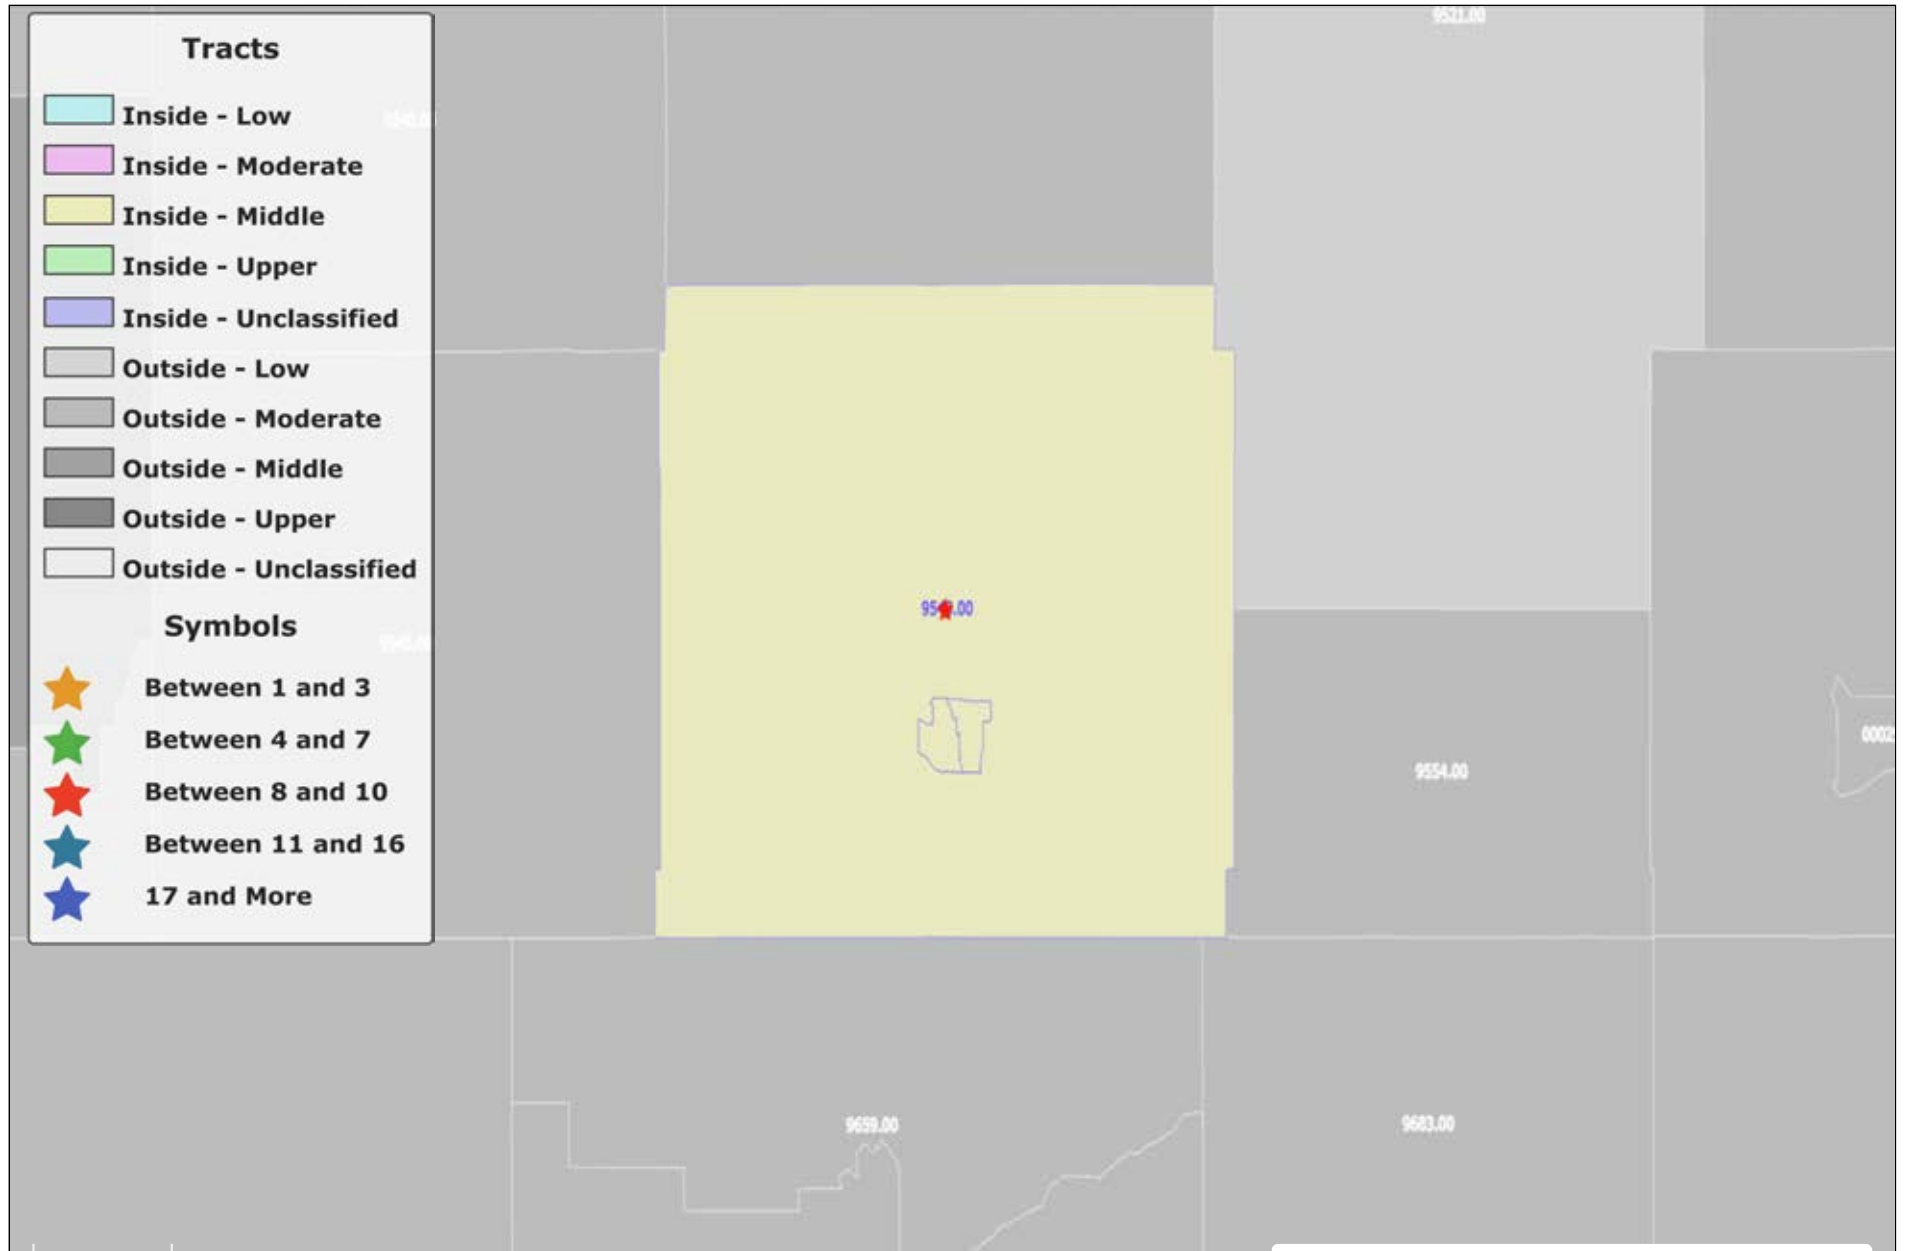 Tracts
Inside - Low
Inside - Moderate
Inside - Middle
Inside - Upper
Inside - Unclassified
Outside - Low
Outside - Moderate
Outside - Middle
Outside - Upper
Outside - Unclassified
Symbols
Between 1 and 3
Between 4 and 7
Between 8 and 10
Between 11 and 16
17 and More
9521.00
9554.00
9659.00
9683.00